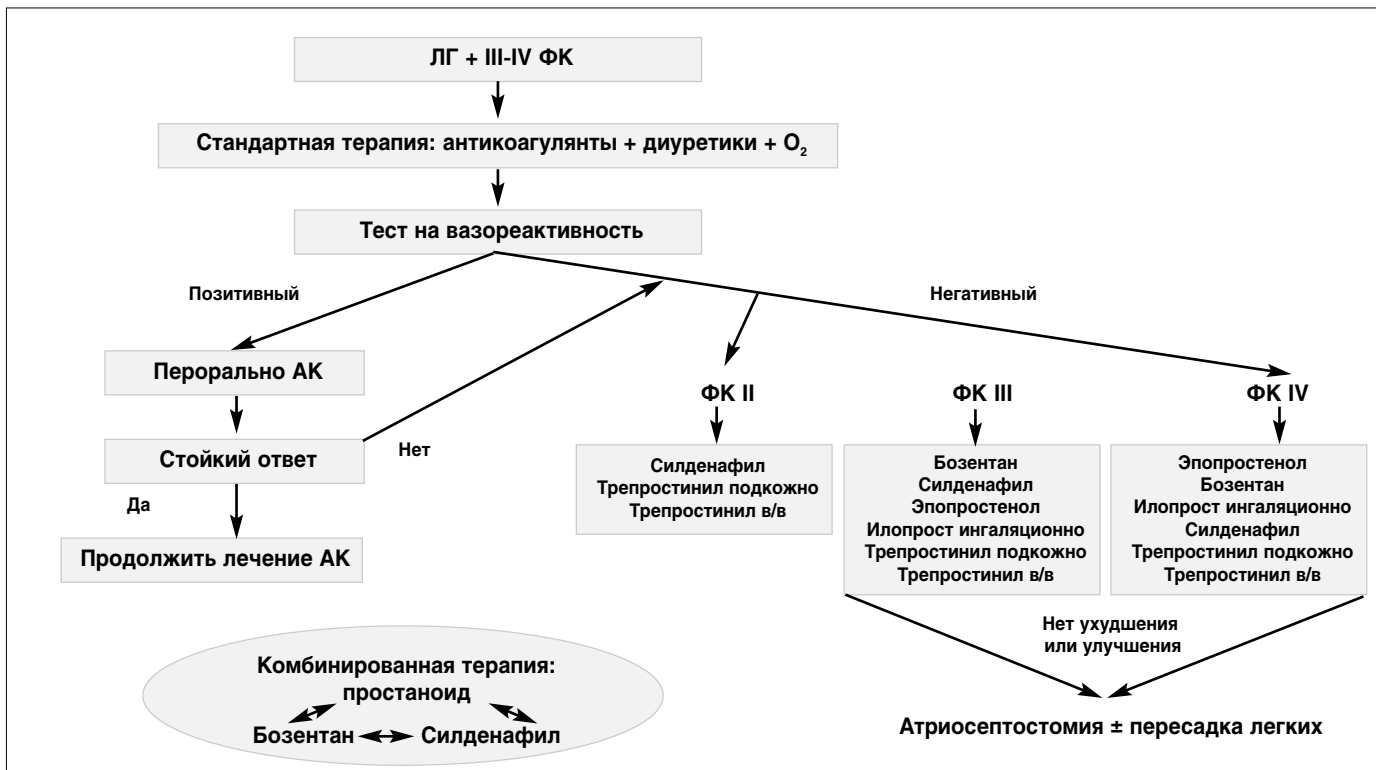 ЛГ + III-IV ФК
Стандартная терапия: антикоагулянты + диуретики + O₂
Тест на вазореактивность
Позитивный
Негативный
Перорально АК
Стойкий ответ
Нет
Да
Продолжить лечение АК
ФК II
Силденафил
Трепростинил подкожно
Трепростинил в/в
ФК III
Бозентан
Силденафил
Эпопростенол
Илопрост ингаляционно
Трепростинил подкожно
Трепростинил в/в
ФК IV
Эпопростенол
Бозентан
Илопрост ингаляционно
Силденафил
Трепростинил подкожно
Трепростинил в/в
Нет ухудшения
или улучшения
Атриосептостомия ± пересадка легких
Комбинированная терапия:
простаноид
Бозентан Силденафил